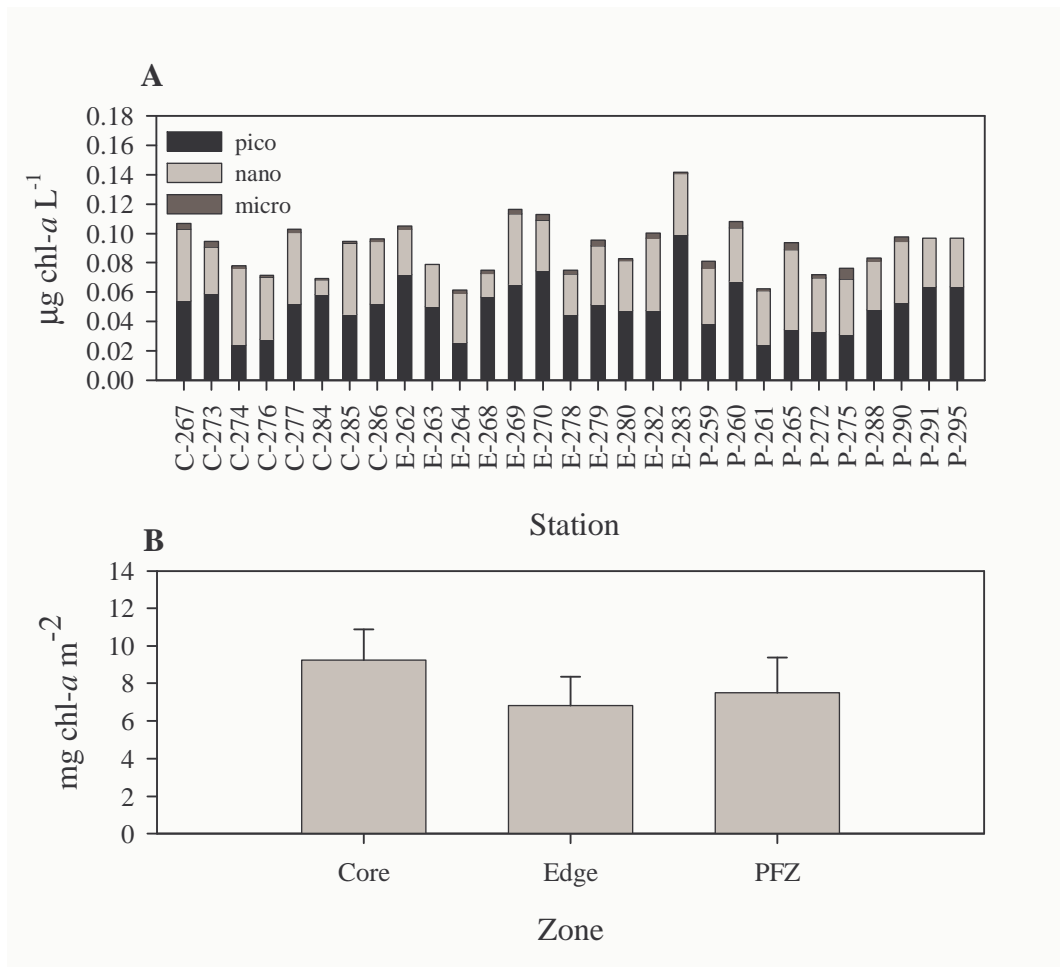 A
0.18
0.16
0.14
0.12
0.10
0.08
0.06
0.04
0.02
0.00
µg chl-a L-1
pico
nano
micro
C-267 C-273 C-274 C-276 C-277 C-284 C-285 C-286 E-262 E-263 E-264 E-268 E-269 E-270 E-278 E-279 E-280 E-282 E-283 P-259 P-260 P-261 P-265 P-272 P-275 P-288 P-290 P-291 P-295
Station
B
14
12
10
8
6
4
2
0
mg chl-a m-2
Core Edge PFZ
Zone